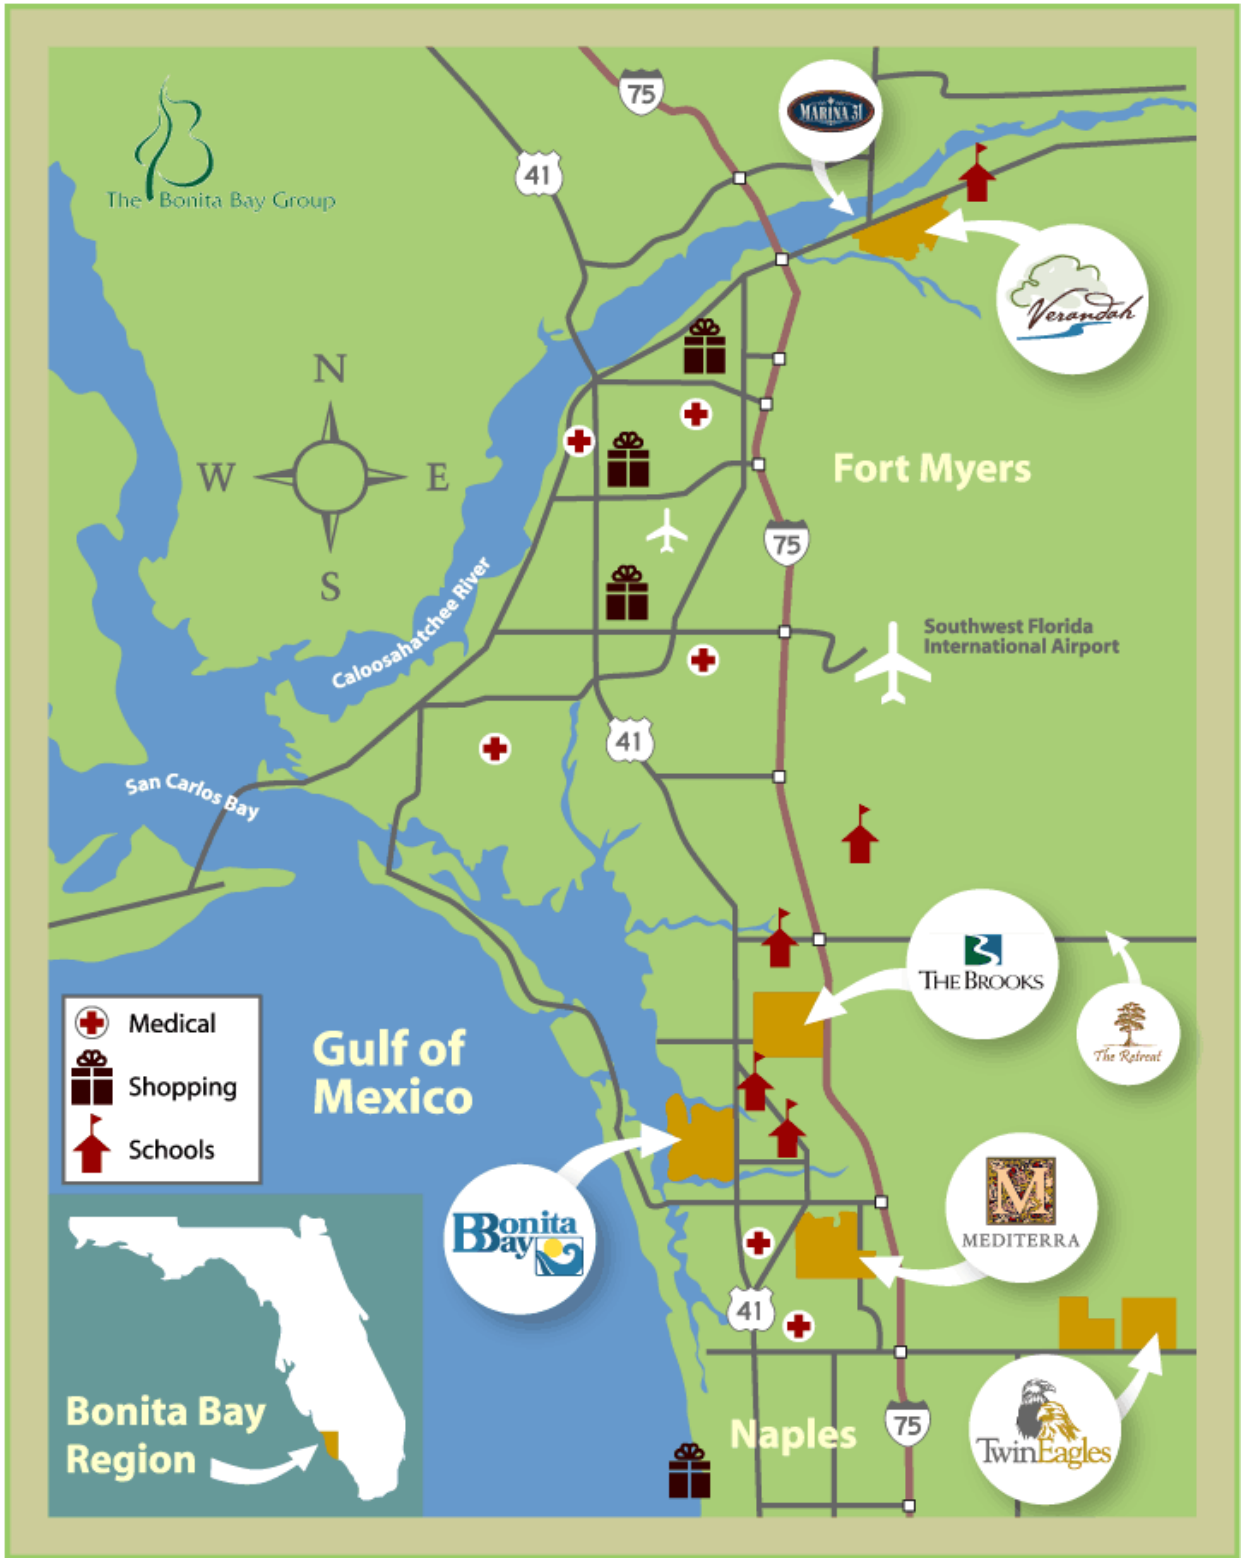 The Bonita Bay Group
75
41
MARINA 31
Verandah
N
W
E
S
Fort Myers
75
Caloosahatchee River
Southwest Florida
International Airport
41
San Carlos Bay
THE BROOKS
The Retreat
Medical
Shopping
Schools
Gulf of
Mexico
Bonita
Bay
M
MEDITERRA
41
Bonita Bay
Region
Naples
75
TwinEagles